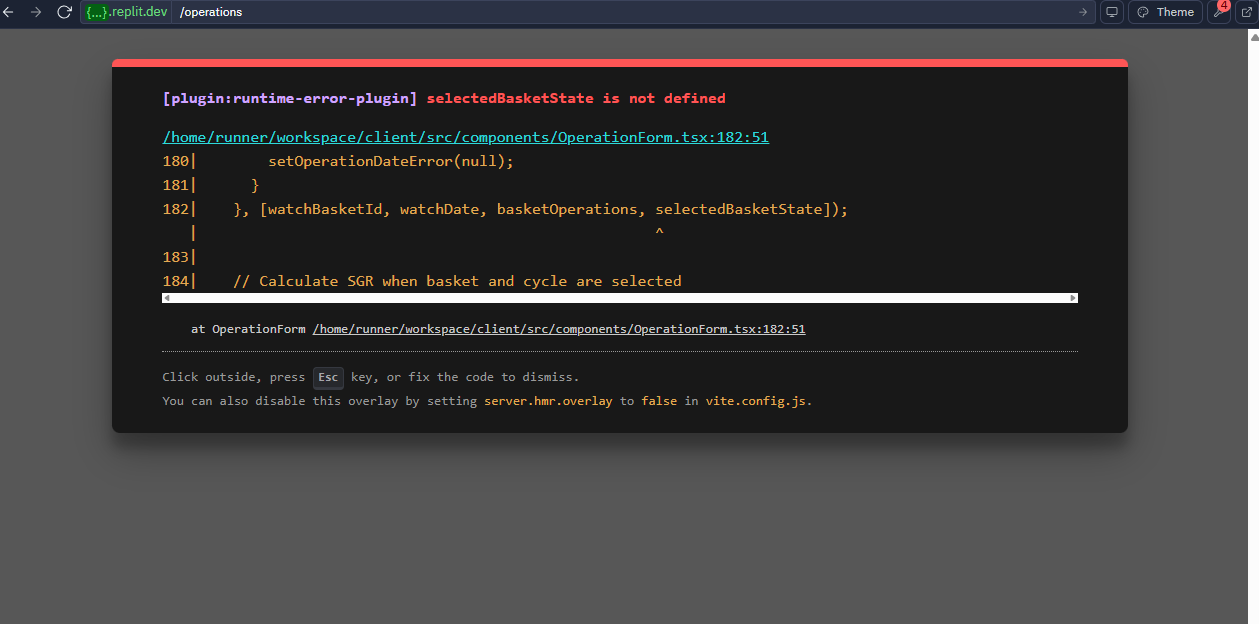 {...}.replit.dev /operations
Theme
4
[plugin:runtime-error-plugin] selectedBasketState is not defined
/home/runner/workspace/client/src/components/OperationForm.tsx:182:51
180|        setOperationDateError(null);
181|      }
182|    }, [watchBasketId, watchDate, basketOperations, selectedBasketState]);
   |                                                    ^
183|
184|    // Calculate SGR when basket and cycle are selected
at OperationForm /home/runner/workspace/client/src/components/OperationForm.tsx:182:51
Click outside, press Esc key, or fix the code to dismiss.
You can also disable this overlay by setting server.hmr.overlay to false in vite.config.js.